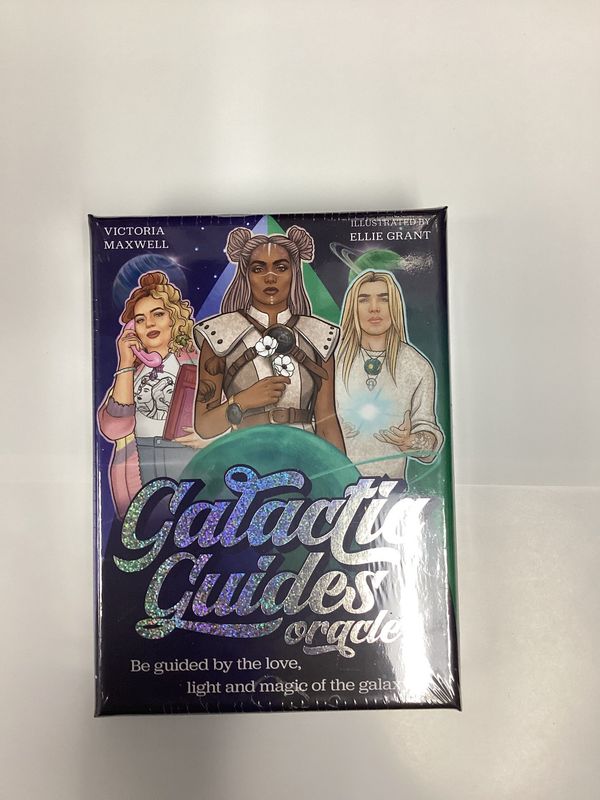 VICTORIA
MAXWELL
ILLUSTRATED BY
ELLIE GRANT
Galactic
Guides
oracle
Be guided by the love,
light and magic of the galaxy